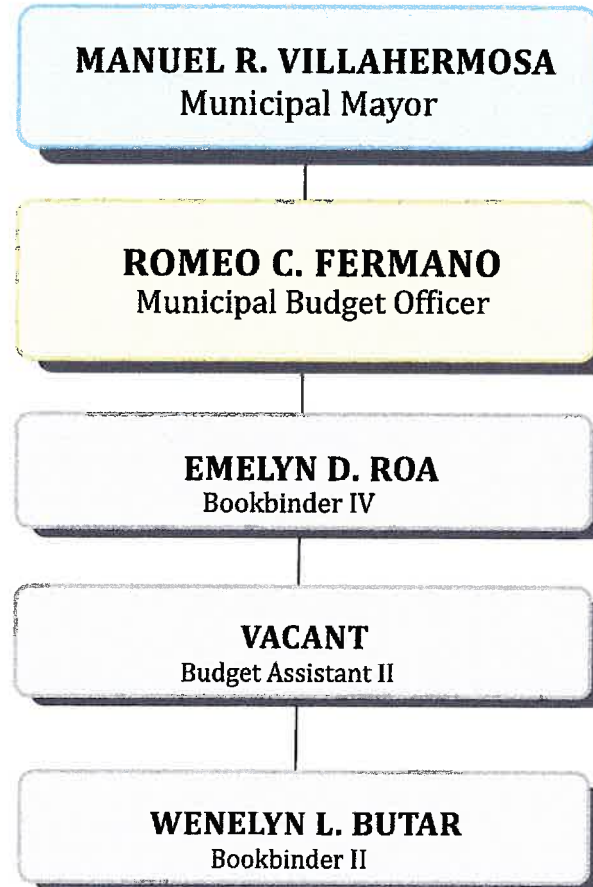 MANUEL R. VILLAHERMOSA
Municipal Mayor
ROMEO C. FERMANO
Municipal Budget Officer
EMELYN D. ROA
Bookbinder IV
VACANT
Budget Assistant II
WENELYN L. BUTAR
Bookbinder II